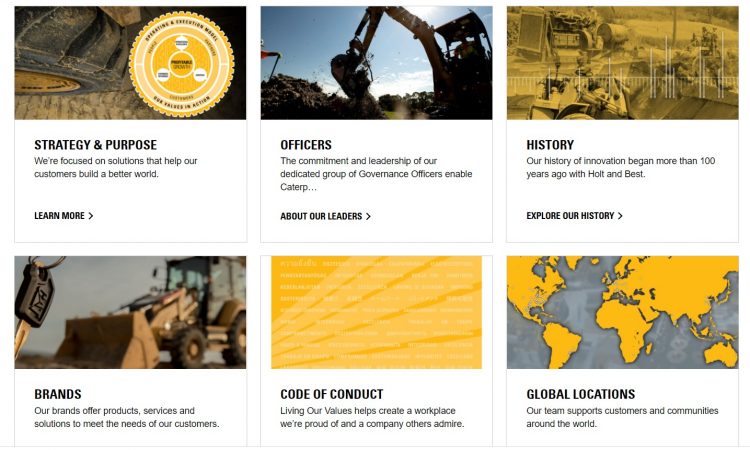 OPERATING & EXECUTION MODEL
PROFITABLE
GROWTH
CUSTOMERS
OUR VALUES IN ACTION
STRATEGY & PURPOSE
We're focused on solutions that help our
customers build a better world.
LEARN MORE >
OFFICERS
The commitment and leadership of our
dedicated group of Governance Officers enable
Caterp…
ABOUT OUR LEADERS >
HISTORY
Our history of innovation began more than 100
years ago with Holt and Best.
EXPLORE OUR HISTORY >
BRANDS
Our brands offer products, services and
solutions to meet the needs of our customers.
CODE OF CONDUCT
Living Our Values helps create a workplace
we're proud of and a company others admire.
GLOBAL LOCATIONS
Our team supports customers and communities
around the world.